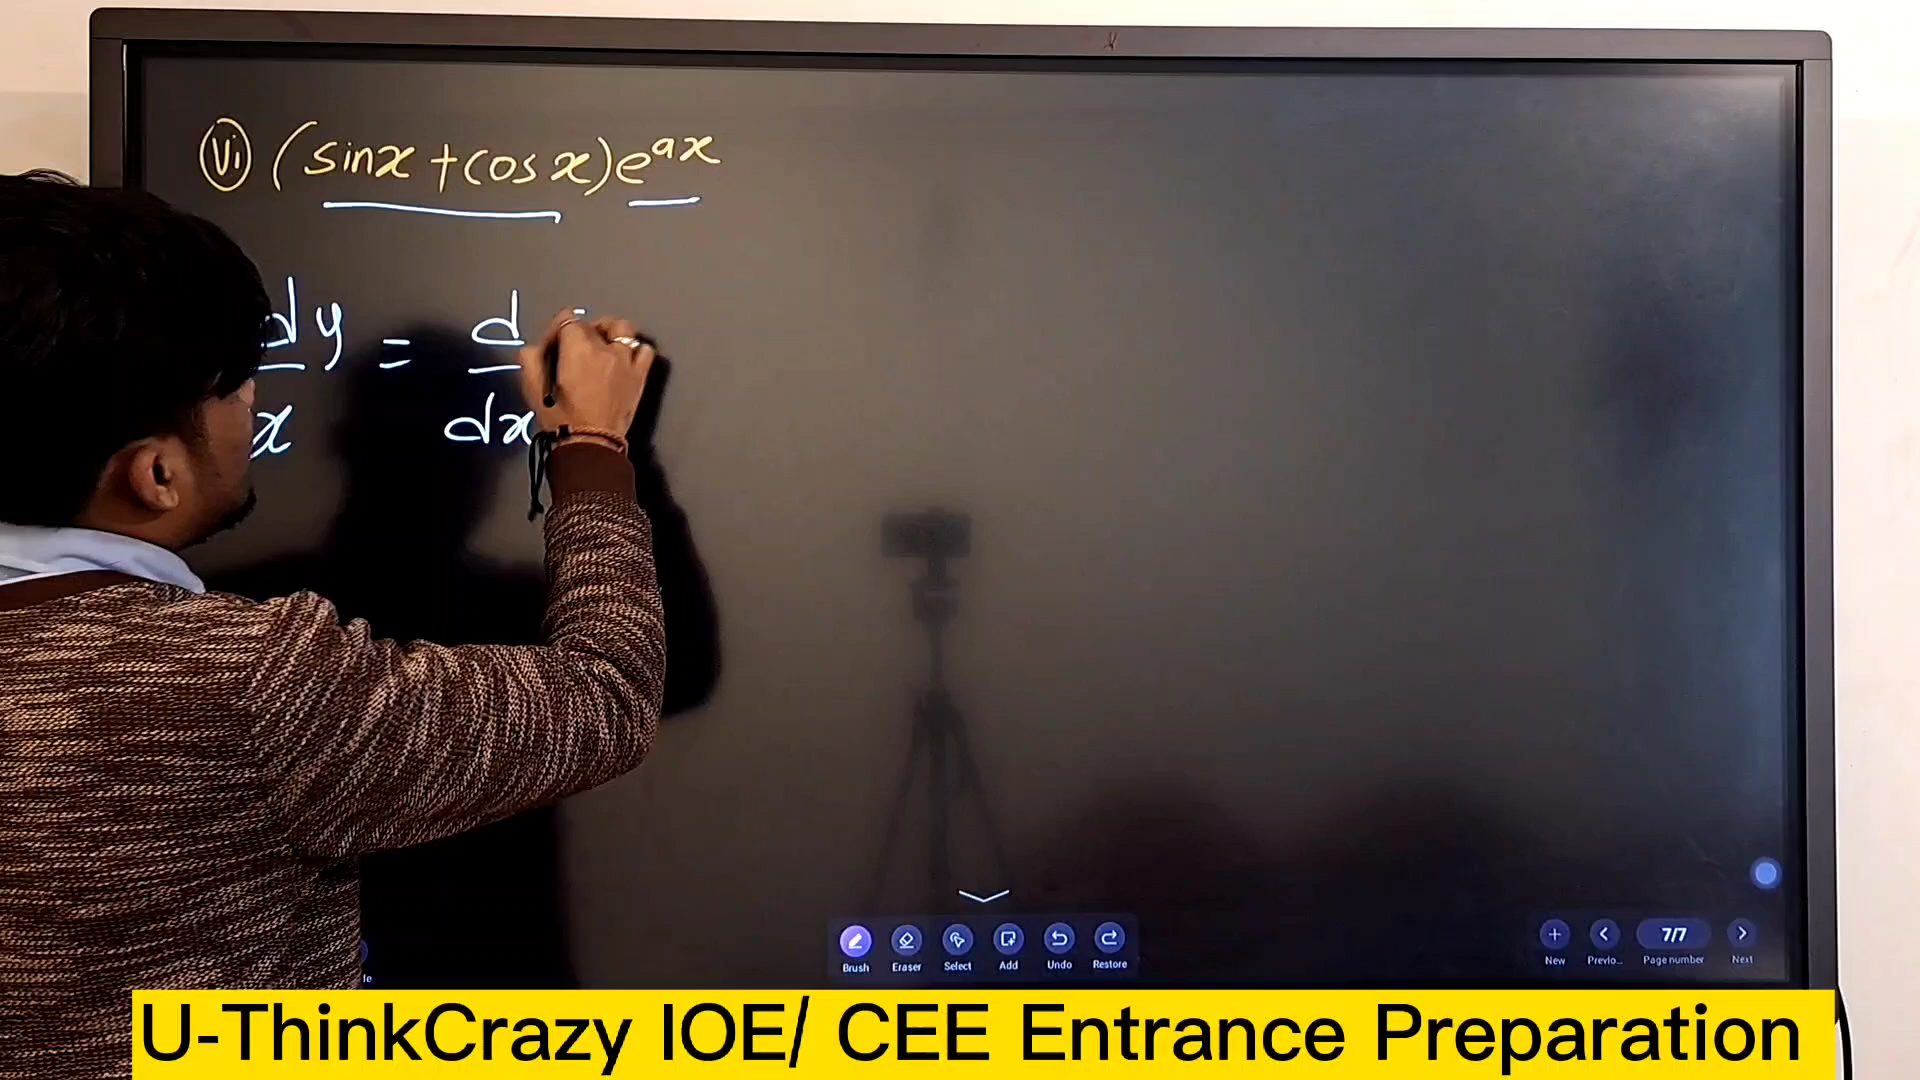 (vi) (sinx + cos x)e^ax
dy = d
x dx
Brush Eraser Select Add Undo Restore
New Previo... 7/7 Page number Next
U-ThinkCrazy IOE/ CEE Entrance Preparation